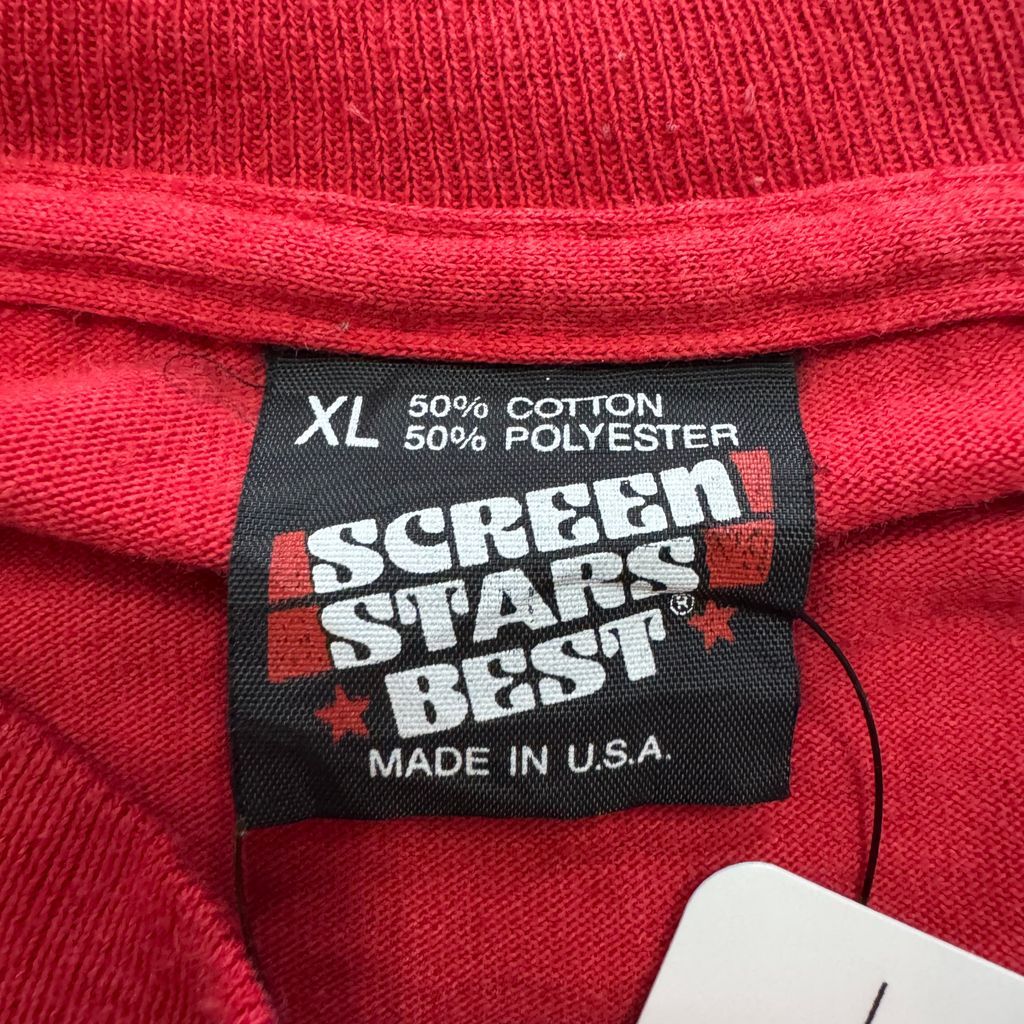 XL 50% COTTON
50% POLYESTER
SCREEN
STARS
BEST®
MADE IN U.S.A.